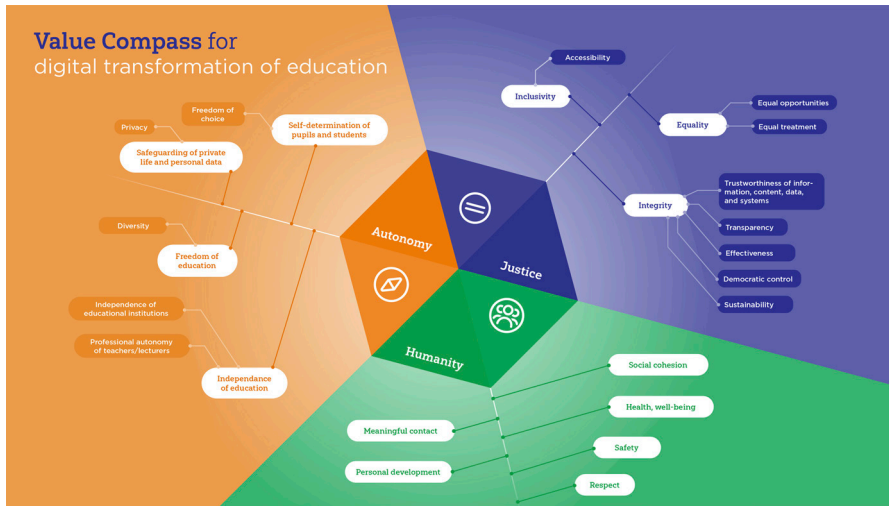 Value Compass for
digital transformation of education
Freedom of
choice
Privacy
Self-determination of
pupils and students
Safeguarding of private
life and personal data
Diversity
Freedom of
education
Independence of
educational institutions
Professional autonomy
of teachers/lecturers
Independance
of education
Autonomy
Justice
Humanity
Accessibility
Inclusivity
Equality
Equal opportunities
Equal treatment
Integrity
Trustworthiness of infor-
mation, content, data,
and systems
Transparency
Effectiveness
Democratic control
Sustainability
Social cohesion
Health, well-being
Meaningful contact
Safety
Personal development
Respect